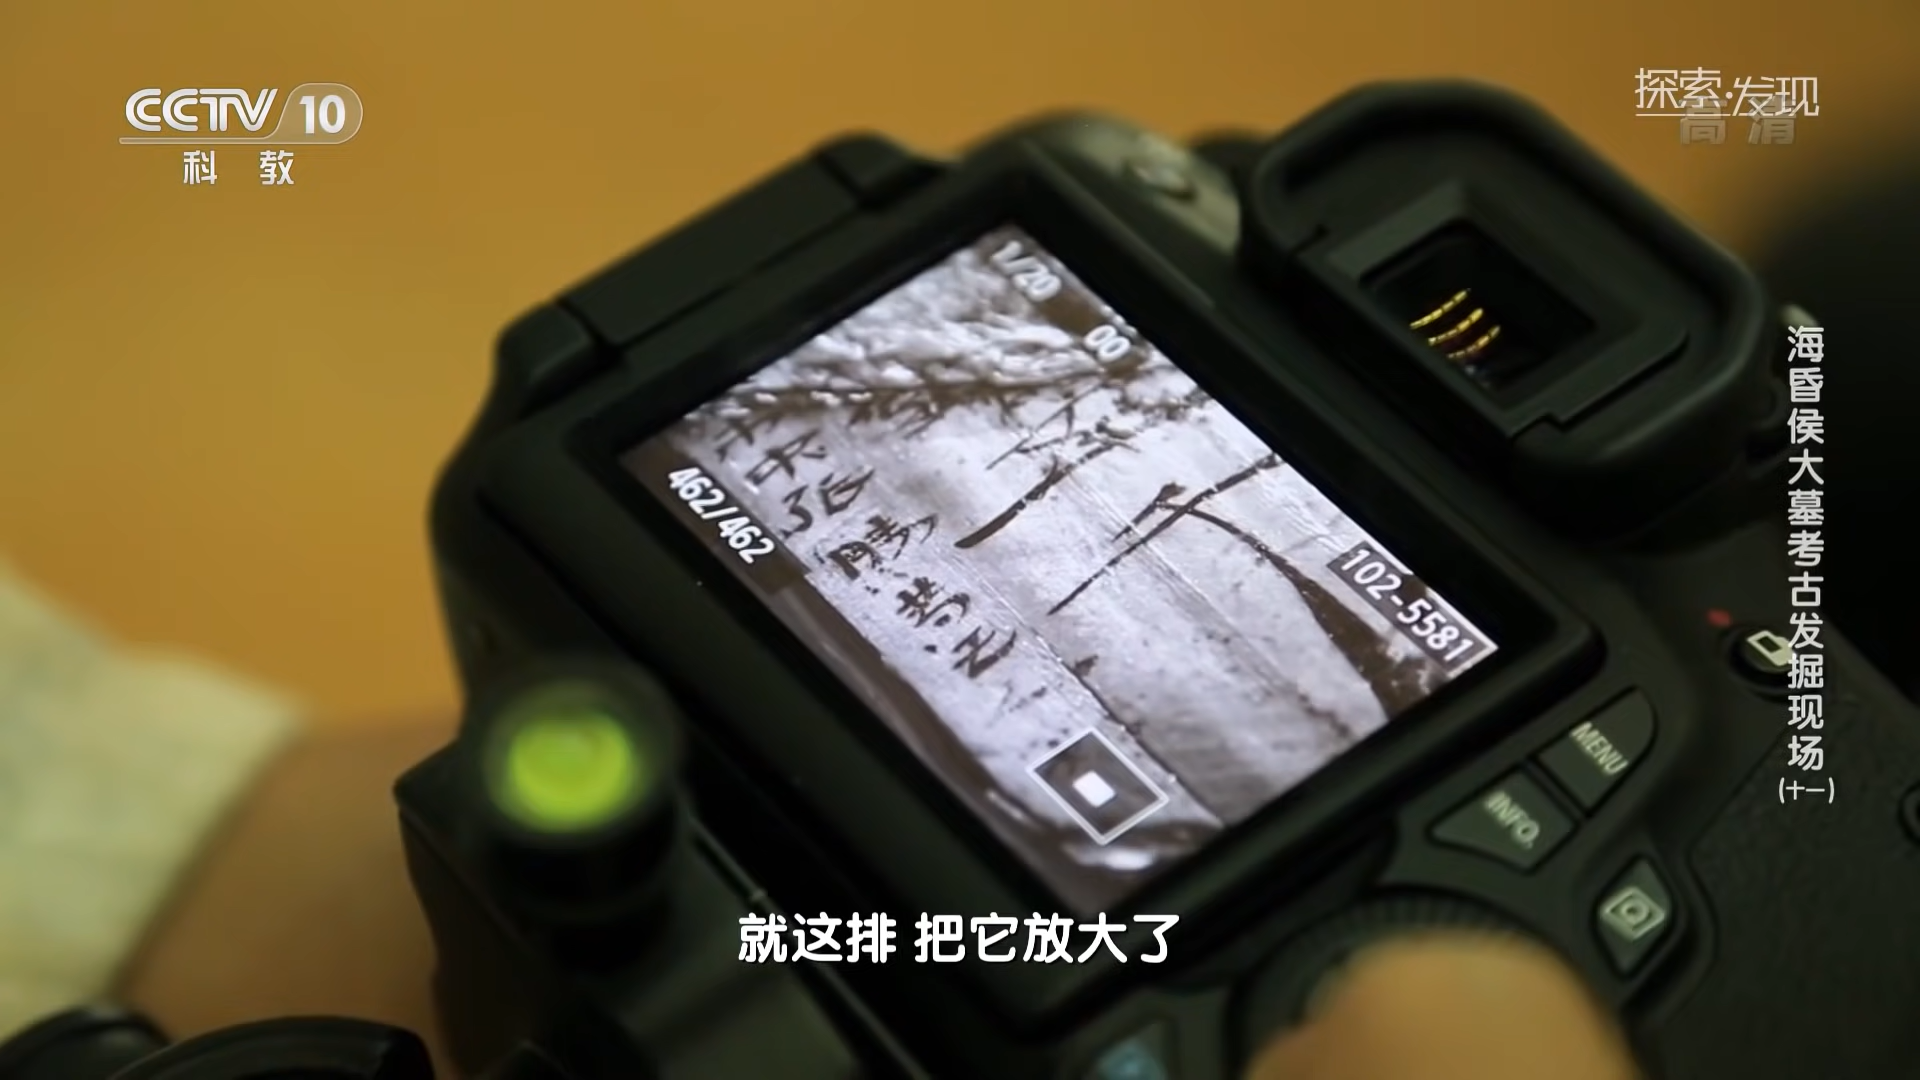 CCTV 10
科 教
探索·发现
高清
海昏侯大墓考古发掘现场
(十一)
1/20
00
462/462
102-5581
MENU
INFO.
就这排 把它放大了